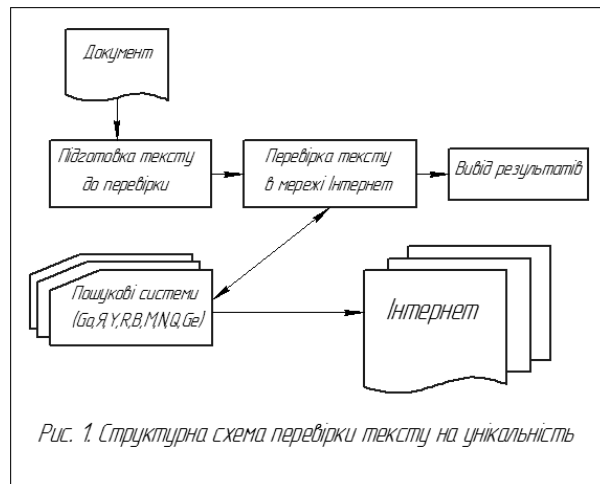 Документ
Підготовка тексту
до перевірки
Перевірка тексту
в мережі Інтернет
Вивід результатів
Пошукові системи
(Go,Я,Y,R,B,M,N,Q,Ge)
Інтернет
Рис. 1. Структурна схема перевірки тексту на унікальність